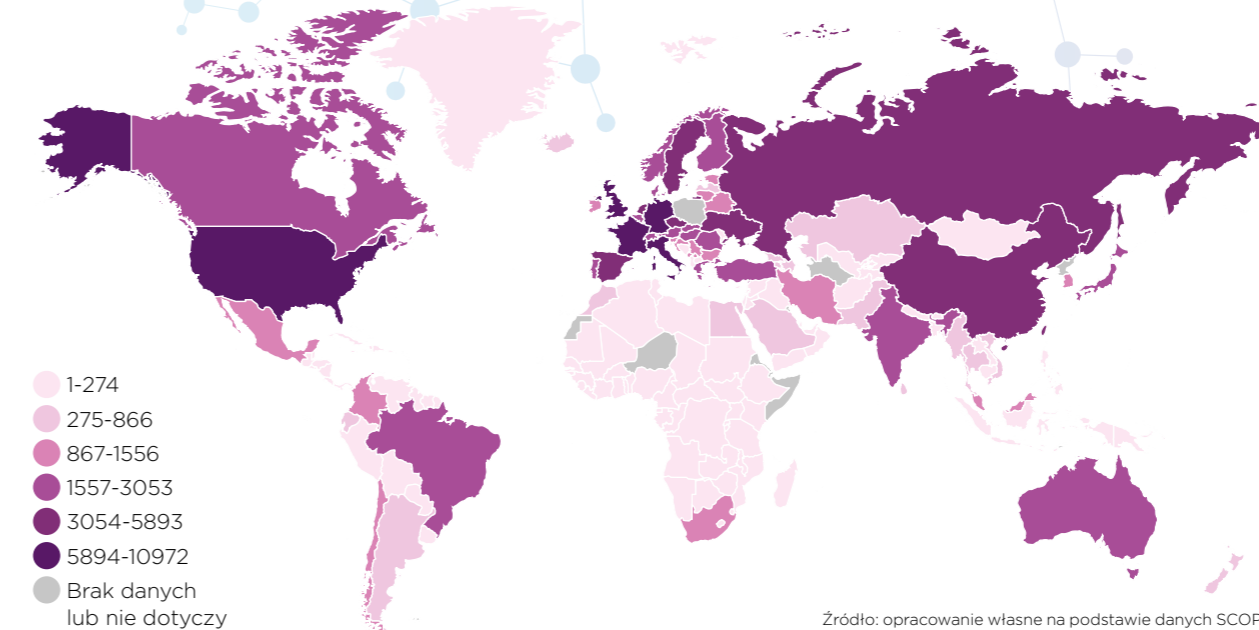 1-274
275-866
867-1556
1557-3053
3054-5893
5894-10972
Brak danych
lub nie dotyczy
Źródło: opracowanie własne na podstawie danych SCOP